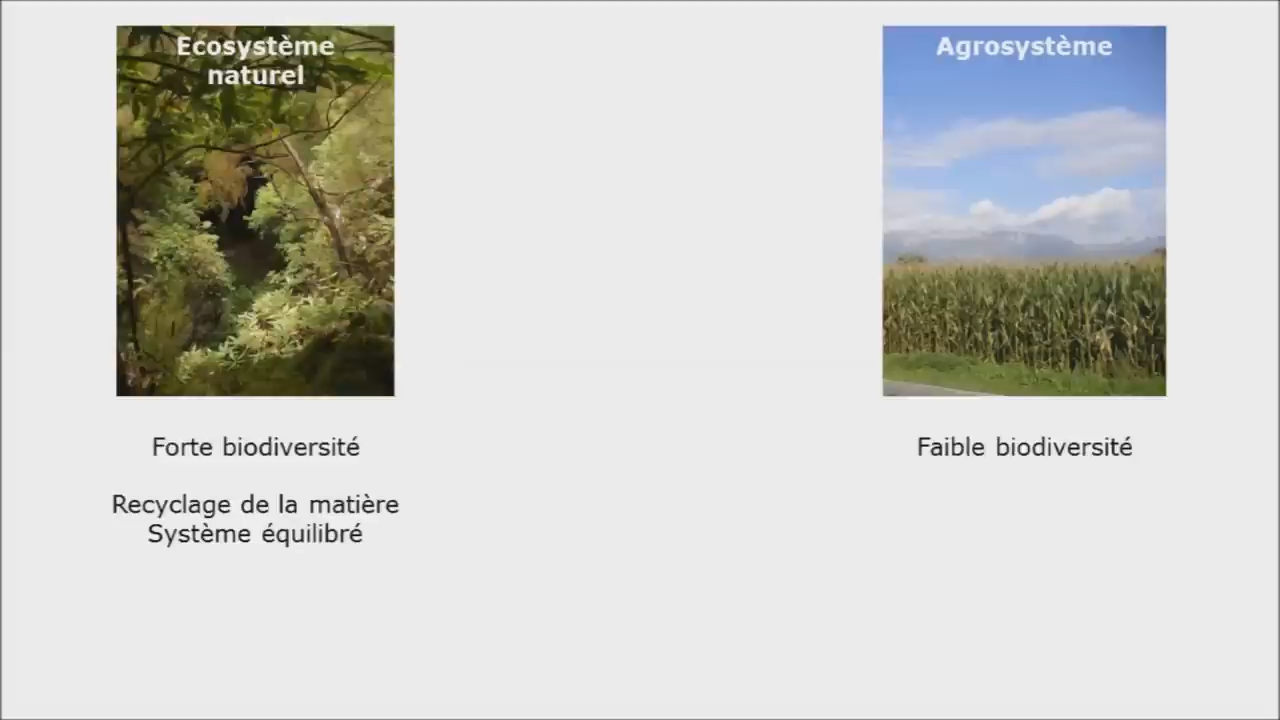 Ecosystème
naturel
Agrosystème
Forte biodiversité
Faible biodiversité
Recyclage de la matière
Système équilibré